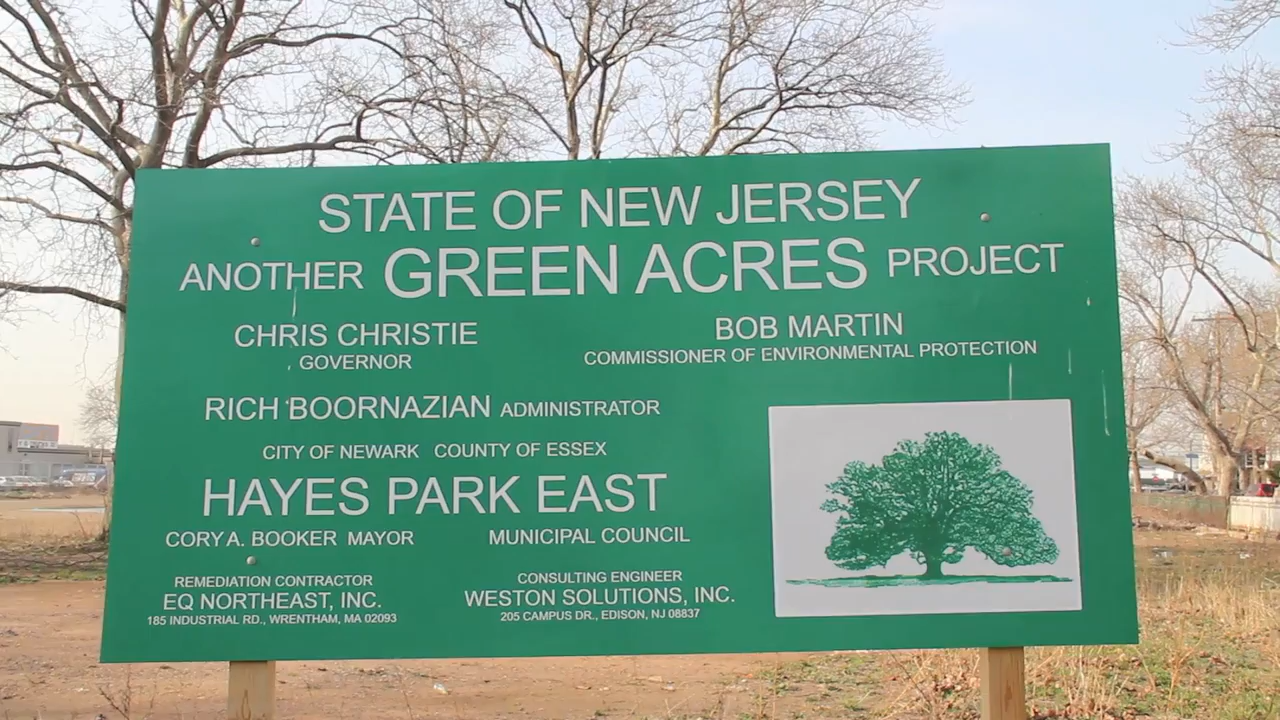 STATE OF NEW JERSEY
ANOTHER GREEN ACRES PROJECT
CHRIS CHRISTIE
GOVERNOR
BOB MARTIN
COMMISSIONER OF ENVIRONMENTAL PROTECTION
RICH BOORNAZIAN ADMINISTRATOR
CITY OF NEWARK COUNTY OF ESSEX
HAYES PARK EAST
CORY A. BOOKER MAYOR
MUNICIPAL COUNCIL
REMEDIATION CONTRACTOR
EQ NORTHEAST, INC.
185 INDUSTRIAL RD., WRENTHAM, MA 02093
CONSULTING ENGINEER
WESTON SOLUTIONS, INC.
205 CAMPUS DR., EDISON, NJ 08837